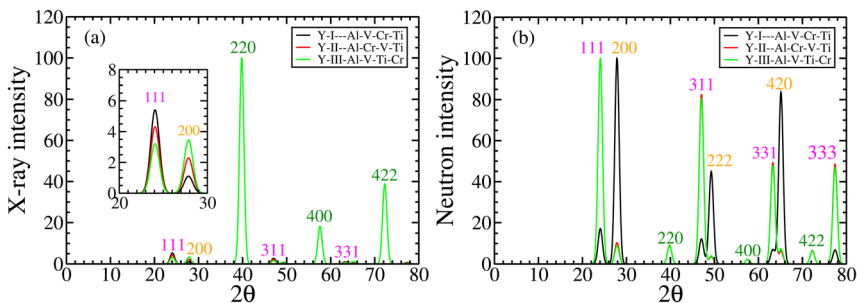 (a)
Y-I---Al-V-Cr-Ti
Y-II--Al-Cr-V-Ti
Y-III-Al-V-Ti-Cr
X-ray intensity
120
100
80
60
40
20
0
0 10 20 30 40 50 60 70 80
2θ
8
6
4
2
0
20 30
111
200
111
200
220
311
400
331
422
(b)
Y-I---Al-V-Cr-Ti
Y-II--Al-Cr-V-Ti
Y-III-Al-V-Ti-Cr
Neutron intensity
120
100
80
60
40
20
0
0 10 20 30 40 50 60 70 80
2θ
111
200
220
311
222
400
331
420
422
333